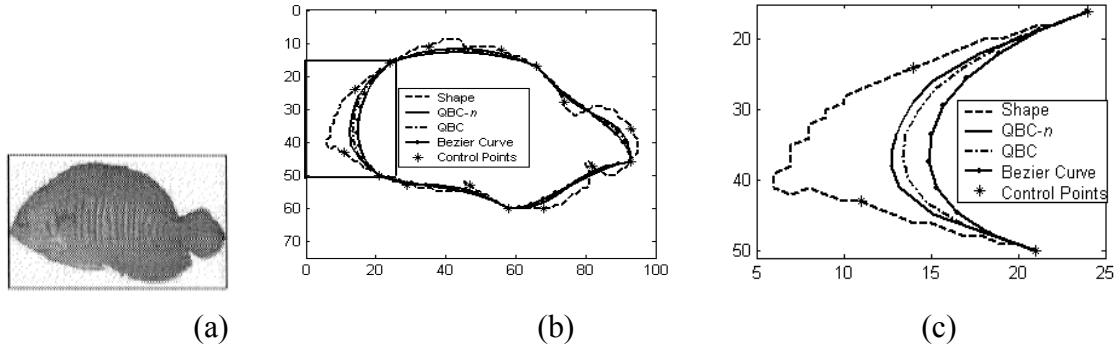 0
10
20
30
40
50
60
70
0
20
40
60
80
100
Shape
QBC-n
QBC
Bezier Curve
Control Points
20
30
40
50
5
10
15
20
25
Shape
QBC-n
QBC
Bezier Curve
Control Points
(a)
(b)
(c)